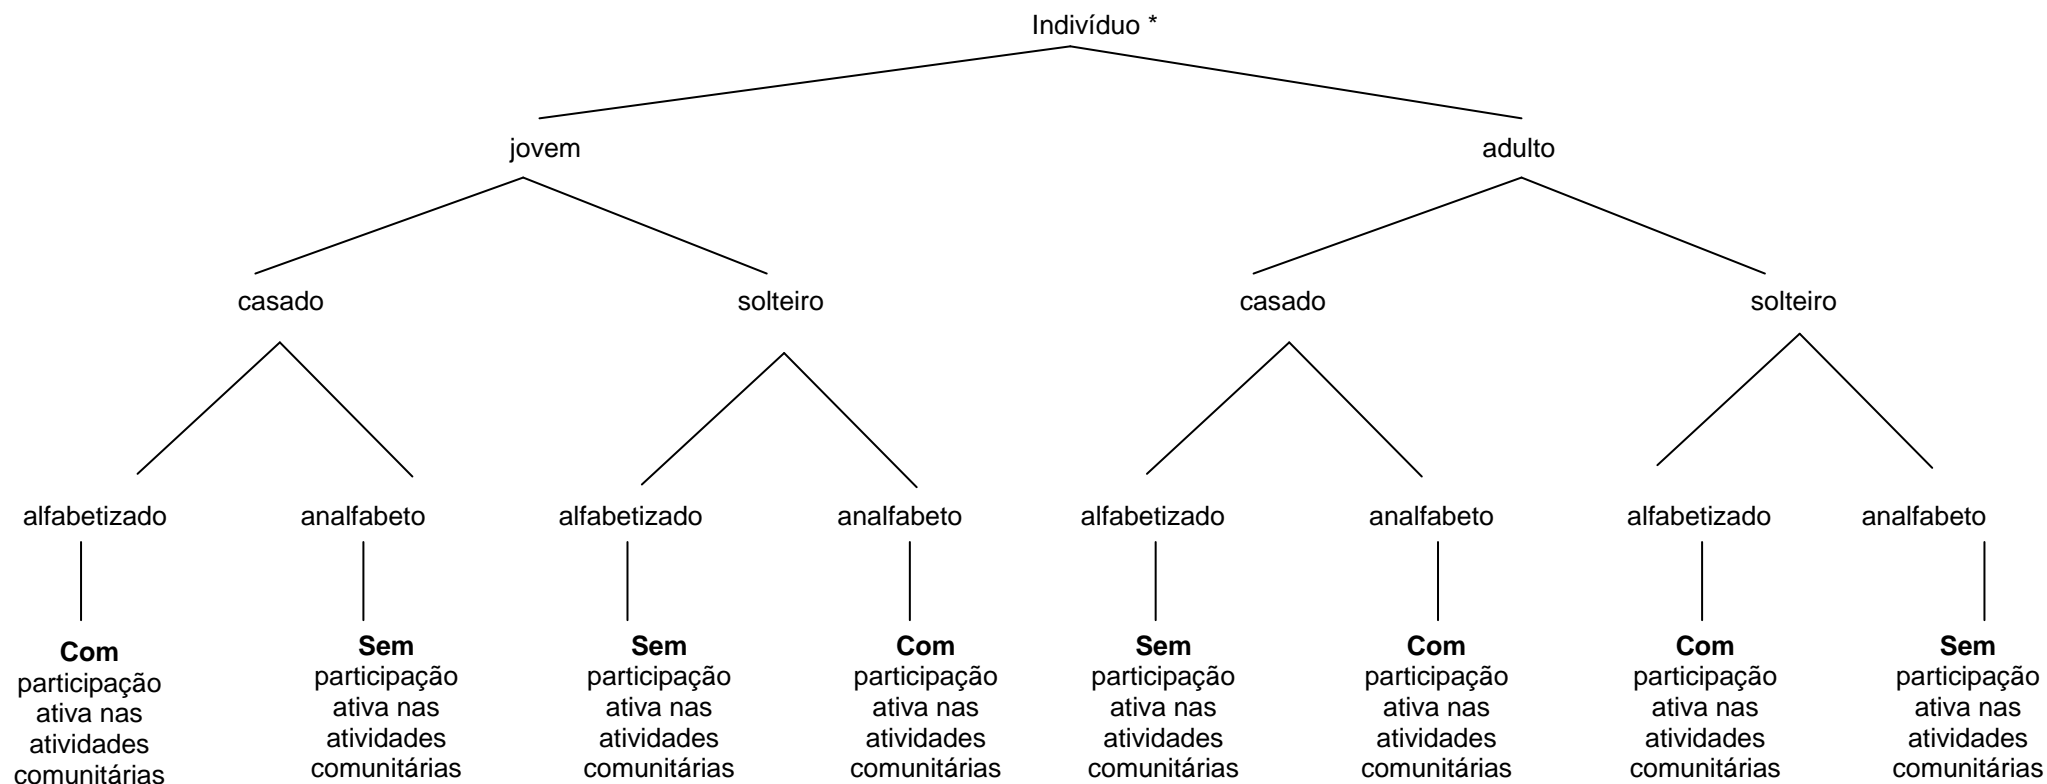 Indivíduo *
jovem
adulto
casado
solteiro
casado
solteiro
alfabetizado
analfabeto
alfabetizado
analfabeto
alfabetizado
analfabeto
alfabetizado
analfabeto
Com
participação
ativa nas
atividades
comunitárias
Sem
participação
ativa nas
atividades
comunitárias
Sem
participação
ativa nas
atividades
comunitárias
Com
participação
ativa nas
atividades
comunitárias
Sem
participação
ativa nas
atividades
comunitárias
Com
participação
ativa nas
atividades
comunitárias
Com
participação
ativa nas
atividades
comunitárias
Sem
participação
ativa nas
atividades
comunitárias